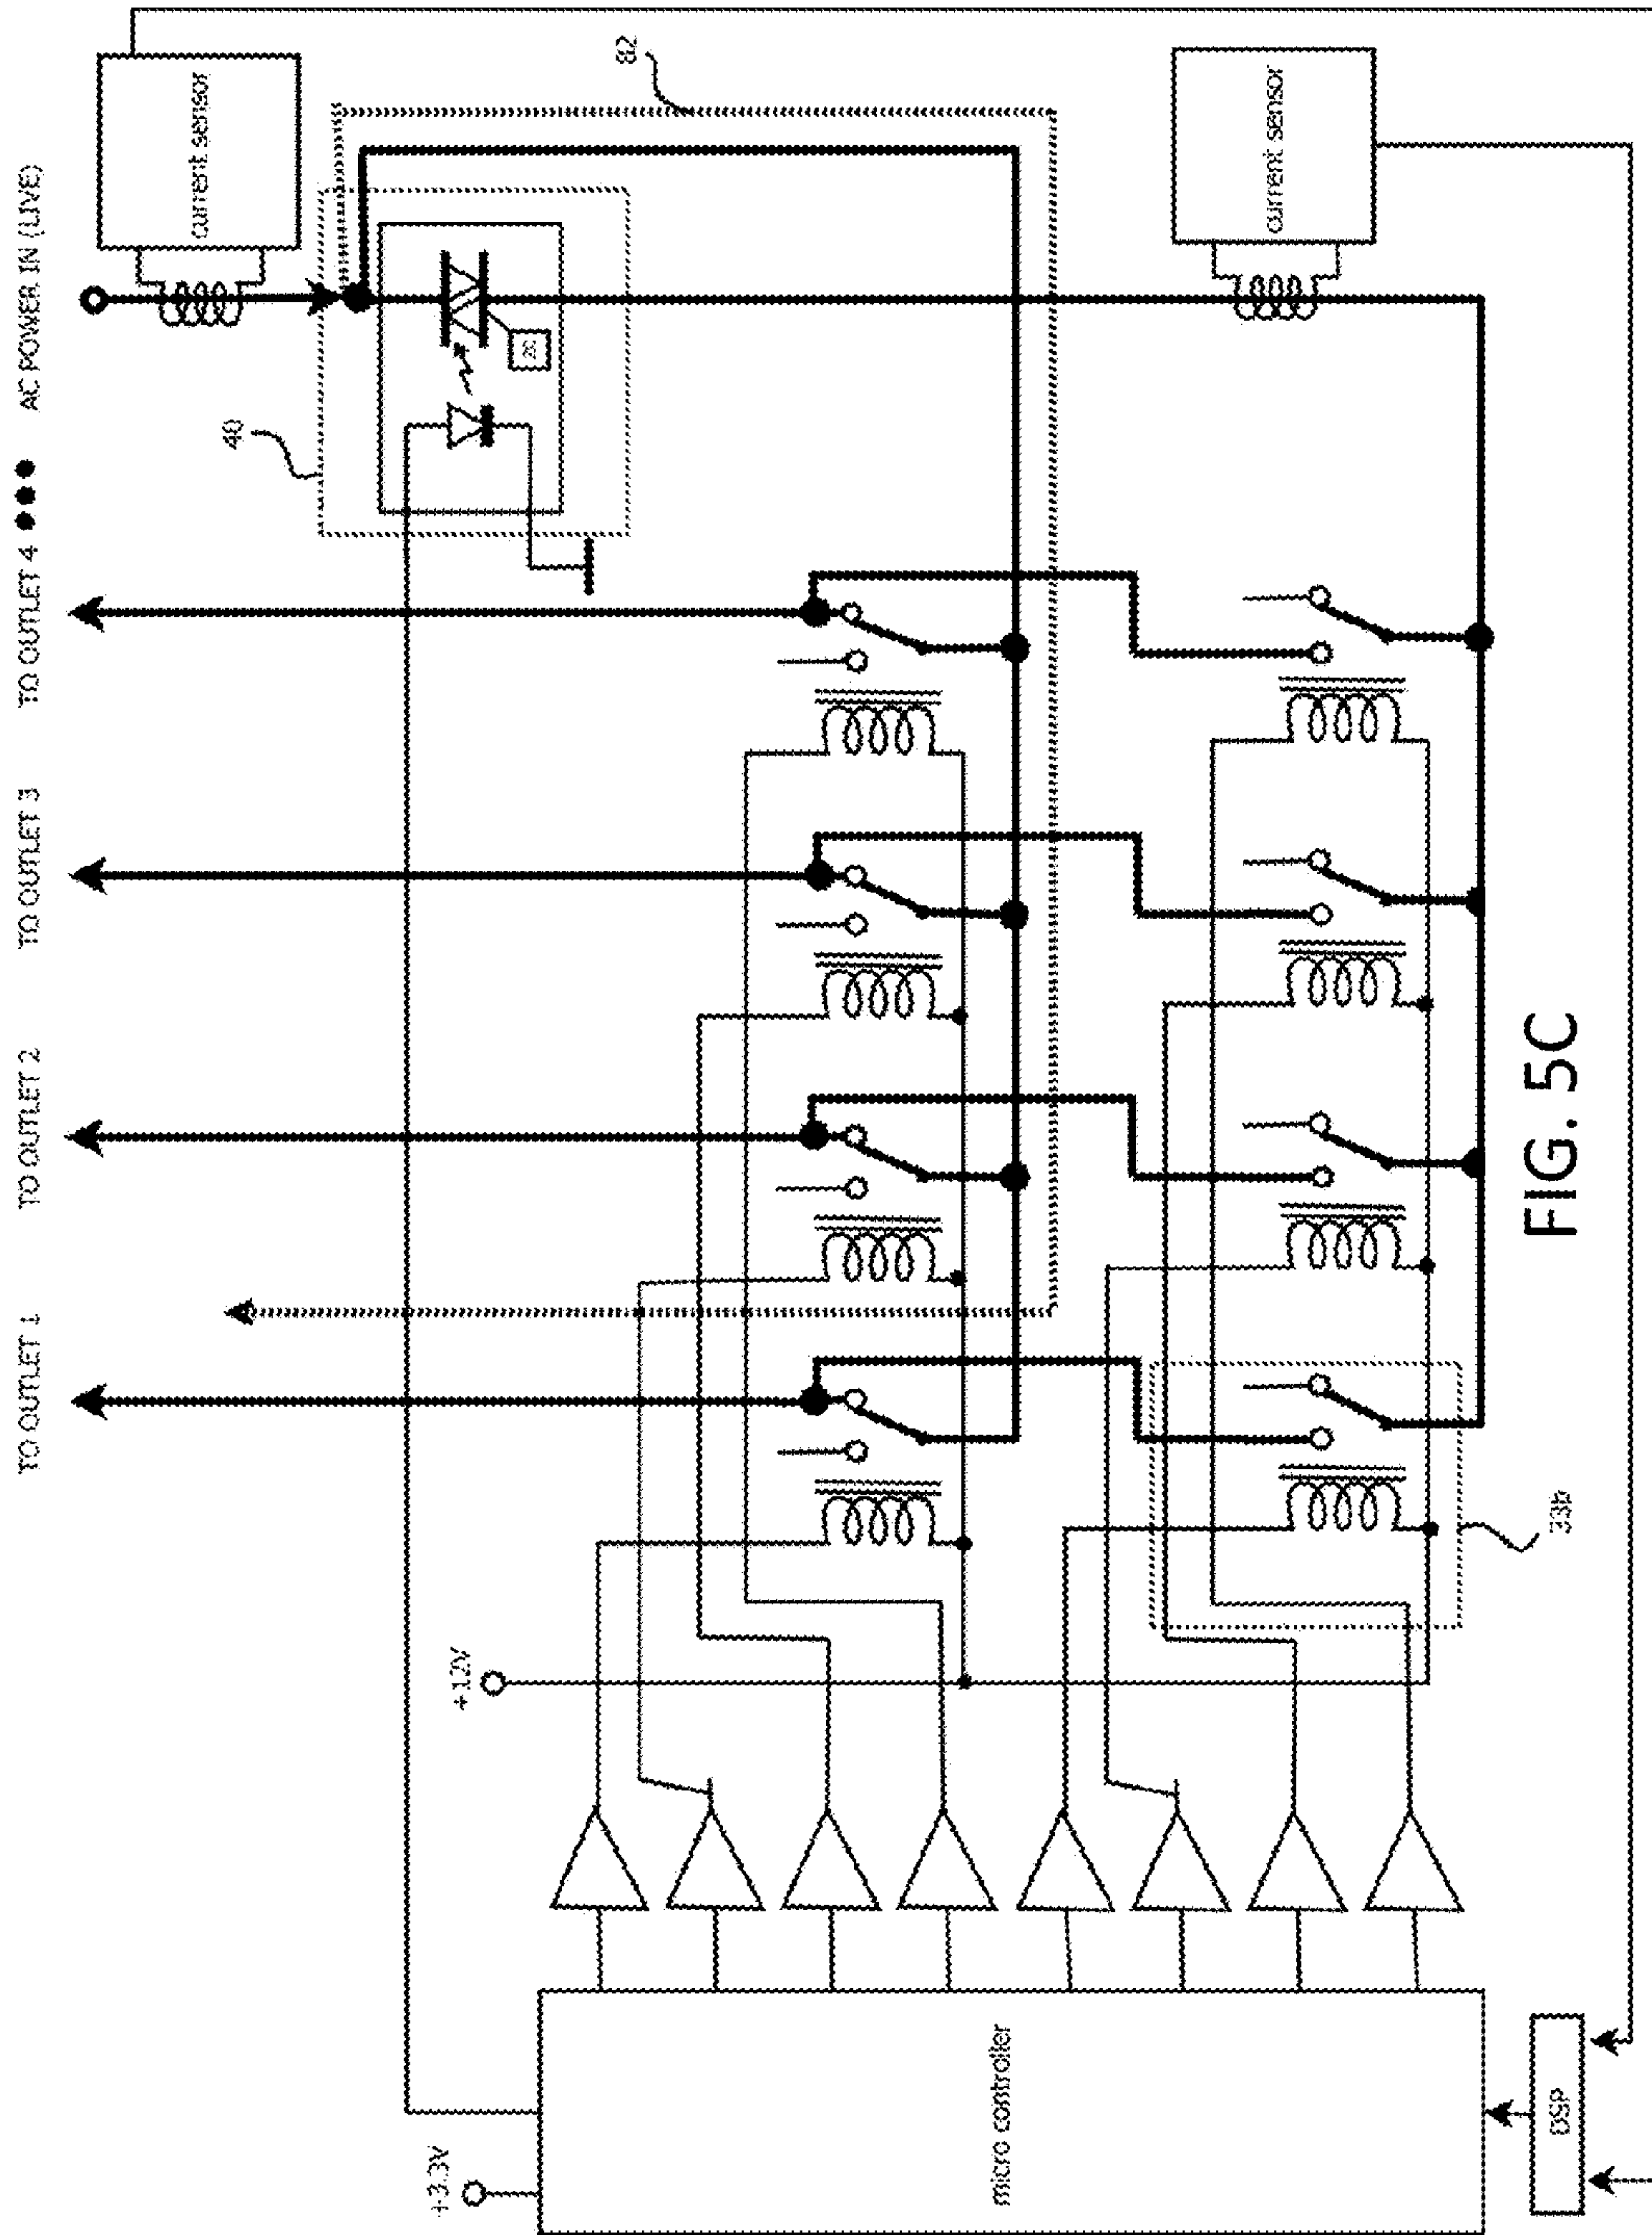 TO OUTLET 1
TO OUTLET 2
TO OUTLET 3
TO OUTLET 4
AC POWER IN (LIVE)
current sensor
82
40
+12V
+3.3V
micro controller
current sensor
33b
DSP
FIG. 5C